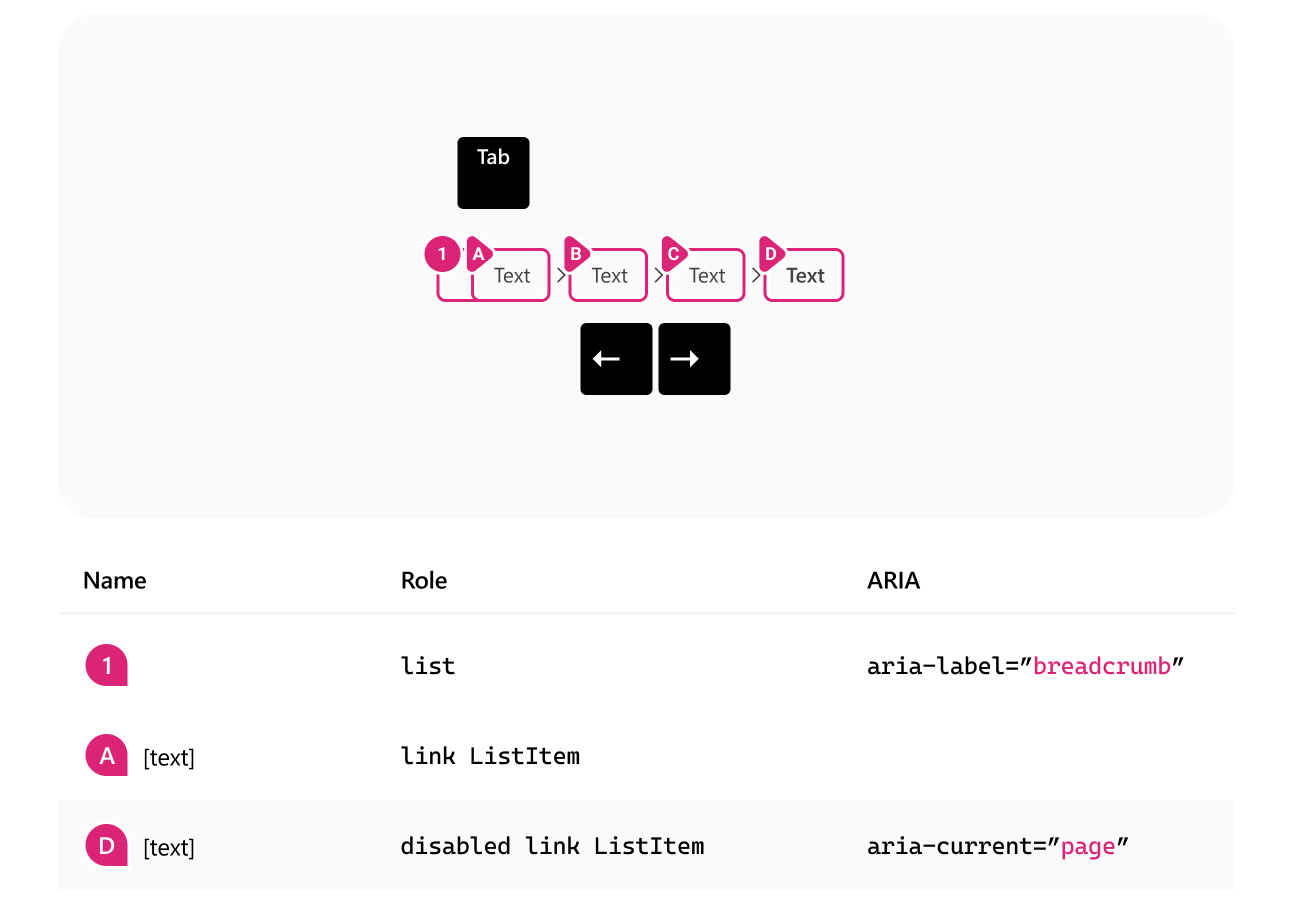 Tab
1 A Text > B Text > C Text > D Text
← →
Name Role ARIA
1 list aria-label=”breadcrumb”
A [text] link ListItem
D [text] disabled link ListItem aria-current=”page”